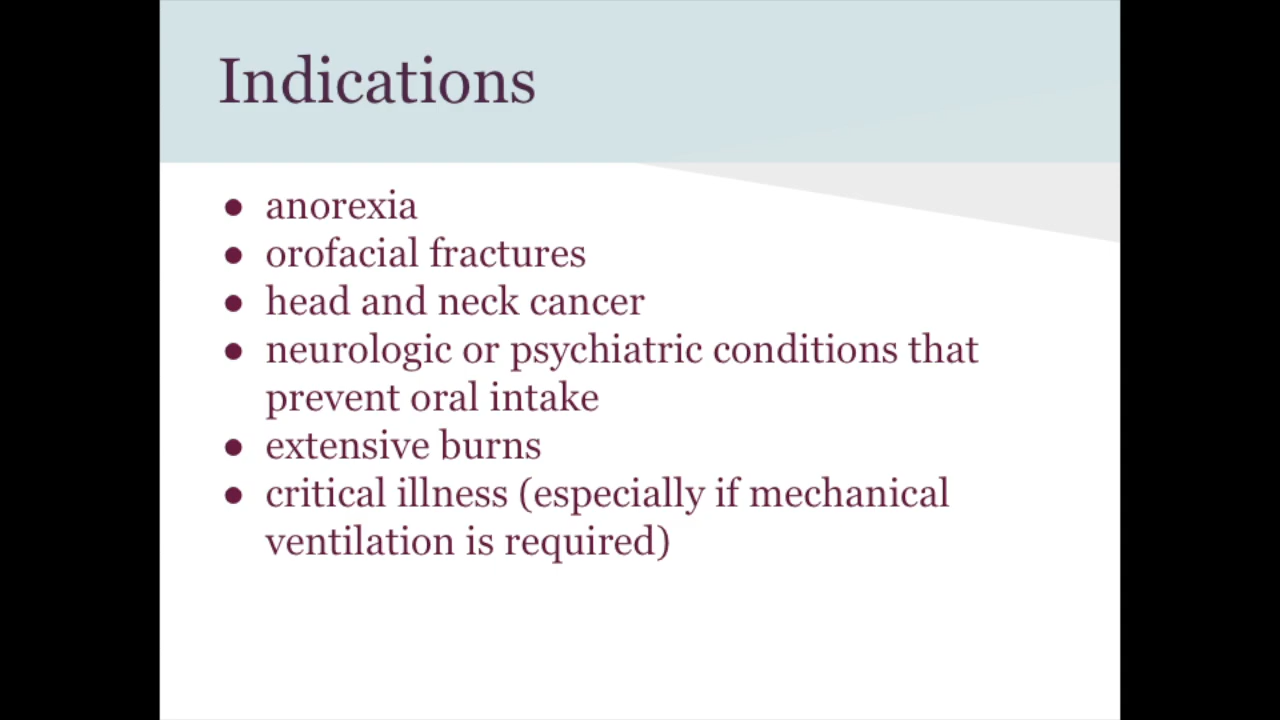 Indications
● anorexia
● orofacial fractures
● head and neck cancer
● neurologic or psychiatric conditions that
prevent oral intake
● extensive burns
● critical illness (especially if mechanical
ventilation is required)